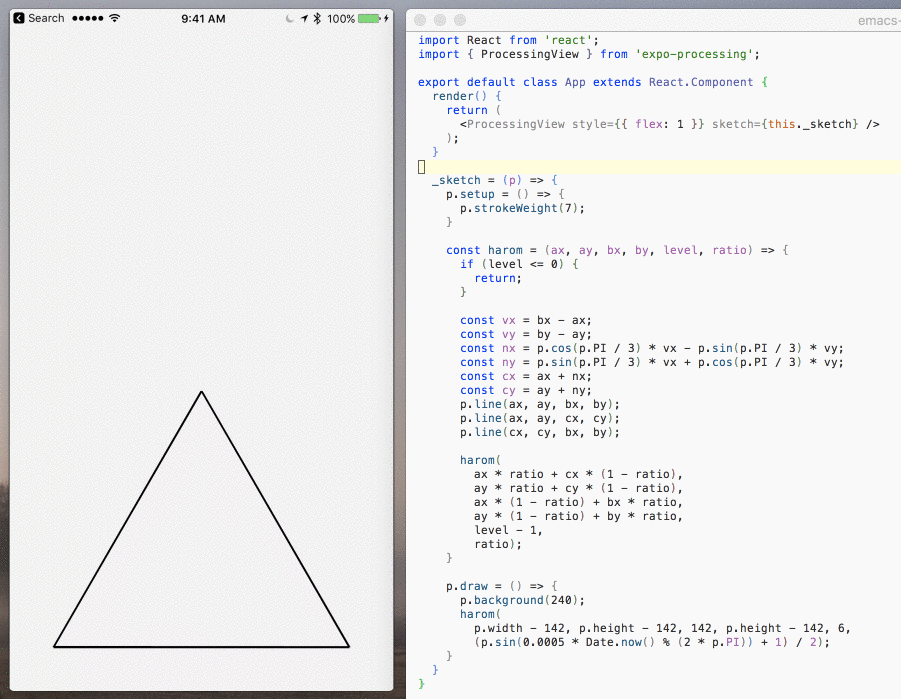 Search 9:41 AM 100%
emacs-
import React from 'react';
import { ProcessingView } from 'expo-processing';
export default class App extends React.Component {
render() {
return (
<ProcessingView style={{ flex: 1 }} sketch={this._sketch} />
);
}
_sketch = (p) => {
p.setup = () => {
p.strokeWeight(7);
}
const harom = (ax, ay, bx, by, level, ratio) => {
if (level <= 0) {
return;
}
const vx = bx - ax;
const vy = by - ay;
const nx = p.cos(p.PI / 3) * vx - p.sin(p.PI / 3) * vy;
const ny = p.sin(p.PI / 3) * vx + p.cos(p.PI / 3) * vy;
const cx = ax + nx;
const cy = ay + ny;
p.line(ax, ay, bx, by);
p.line(ax, ay, cx, cy);
p.line(cx, cy, bx, by);
harom(
ax * ratio + cx * (1 - ratio),
ay * ratio + cy * (1 - ratio),
ax * (1 - ratio) + bx * ratio,
ay * (1 - ratio) + by * ratio,
level - 1,
ratio);
}
p.draw = () => {
p.background(240);
harom(
p.width - 142, p.height - 142, 142, p.height - 142, 6,
(p.sin(0.0005 * Date.now() % (2 * p.PI)) + 1) / 2);
}
}
}